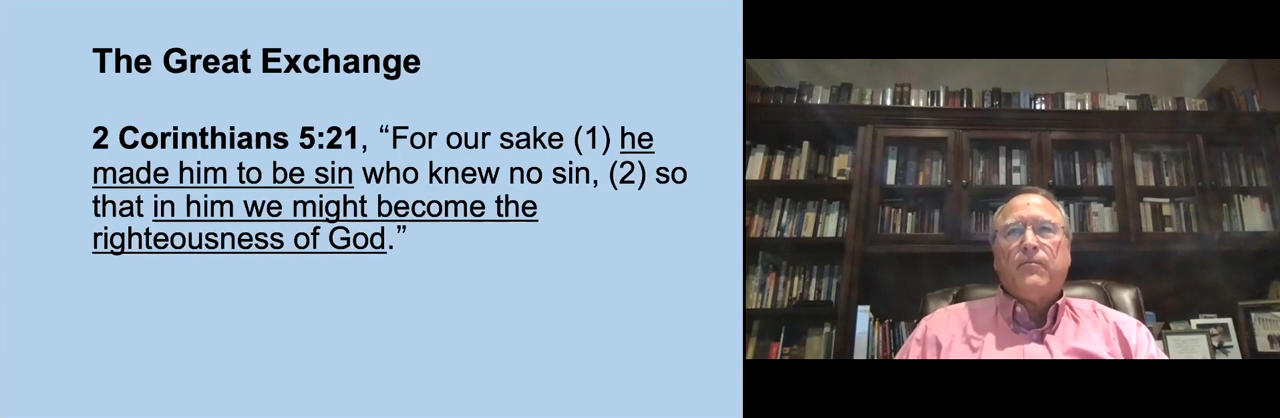 The Great Exchange
2 Corinthians 5:21, “For our sake (1) he
made him to be sin who knew no sin, (2) so
that in him we might become the
righteousness of God.”